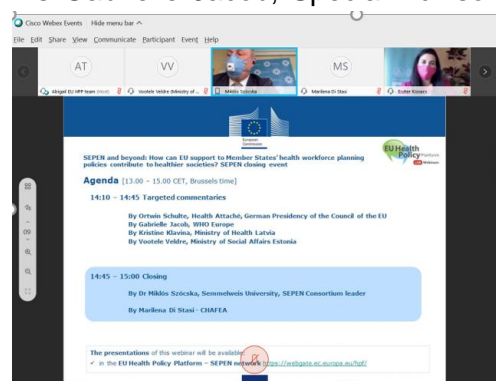 Cisco Webex Events Hide menu bar ^
File Edit Share View Communicate Participant Event Help
AT
VV
MS
Abigail EU HPP team (Host)
Vootele Veldre (Ministry of ...
Miklós Szócska
Marilena Di Stasi
Eszter Kovacs
European
Commission
EU Health
Policy Platform
Webinar
SEPEN and beyond: How can EU support to Member States' health workforce planning
policies contribute to healthier societies? SEPEN closing event
Agenda [13.00 – 15.00 CET, Brussels time]
14:10 – 14:45 Targeted commentaries
By Ortwin Schulte, Health Attaché, German Presidency of the Council of the EU
By Gabrielle Jacob, WHO Europe
By Kristine Klavina, Ministry of Health Latvia
By Vootele Veldre, Ministry of Social Affairs Estonia
14:45 – 15:00 Closing
By Dr Miklós Szócska, Semmelweis University, SEPEN Consortium leader
By Marilena Di Stasi - CHAFEA
The presentations of this webinar will be available:
✓ in the EU Health Policy Platform – SEPEN network https://webgate.ec.europa.eu/hpf/